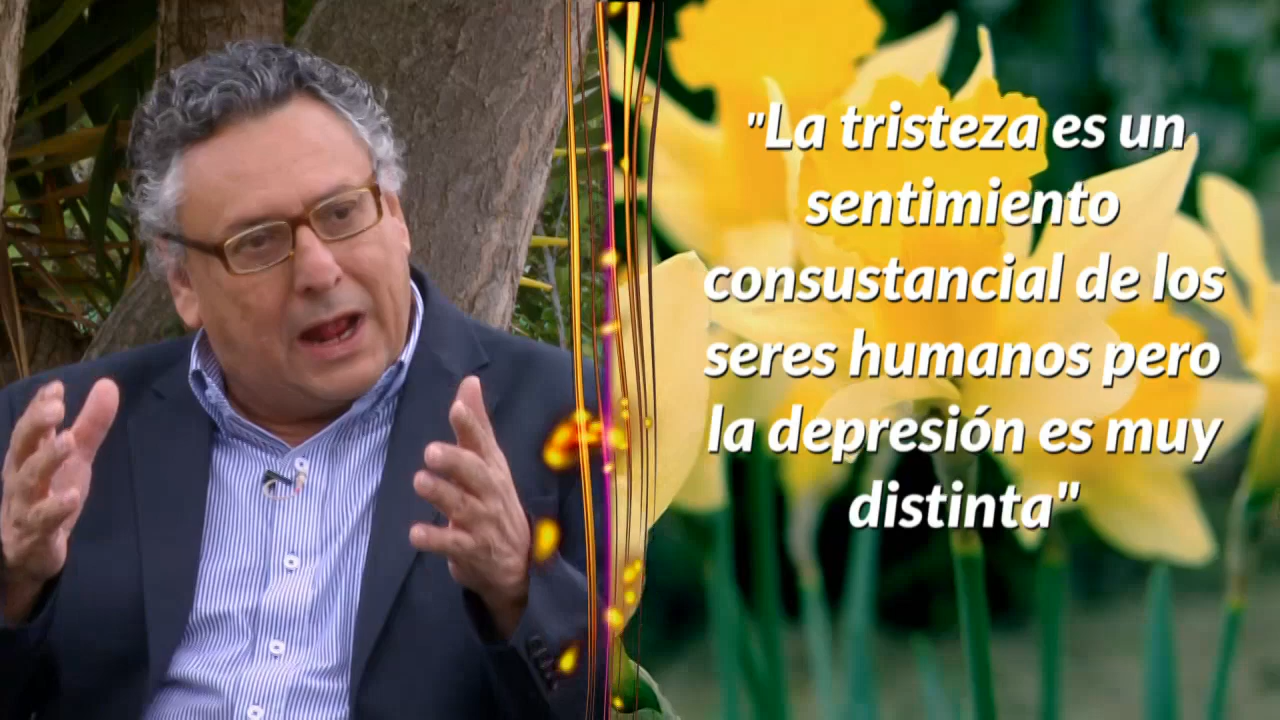 "La tristeza es un
sentimiento
consustancial de los
seres humanos pero
la depresión es muy
distinta"